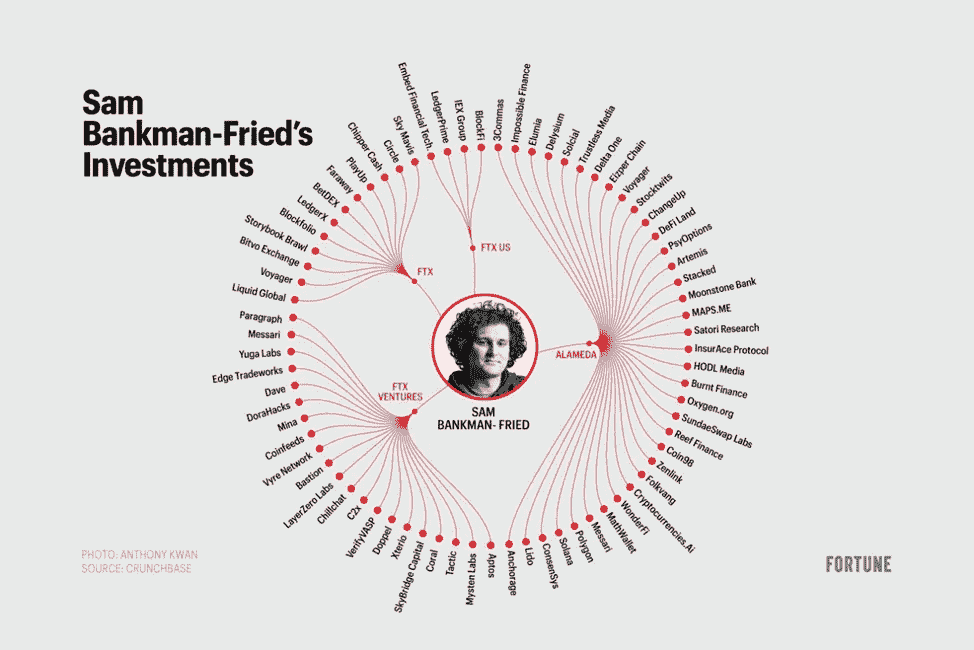 Sam
Bankman-Fried's
Investments
Embed Financial Tech.
LedgerPrime
IEX Group
BlockFi
3Commas
Impossible Finance
Elumia
Delysium
Solcial
Trustless Media
Delta One
Eizper Chain
Voyager
Stocktwits
ChangeUp
DeFi Land
PsyOptions
Artemis
Stacked
Moonstone Bank
MAPS.ME
Satori Research
InsurAce Protocol
HODL Media
Burnt Finance
Oxygen.org
SundaeSwap Labs
Reef Finance
Coin98
Zenlink
Folkvang
Cryptocurrencies.Ai
WonderFi
MathWallet
Messari
Polygon
Solana
ConsenSys
Lido
Anchorage
Aptos
Mysten Labs
Tactic
Coral
SkyBridge Capital
Xterio
Doppel
VerifyVASP
C2x
Chillchat
LayerZero Labs
Bastion
Vyre Network
Coinfeeds
Mina
DoraHacks
Dave
Edge Tradeworks
Yuga Labs
Messari
Paragraph
Liquid Global
Voyager
Bitvo Exchange
Storybook Brawl
Blockfolio
LedgerX
BetDEX
Faraway
PlayUp
Chipper Cash
Circle
Sky Mavis
FTX US
FTX
ALAMEDA
FTX
VENTURES
SAM
BANKMAN- FRIED
PHOTO: ANTHONY KWAN
SOURCE: CRUNCHBASE
FORTUNE